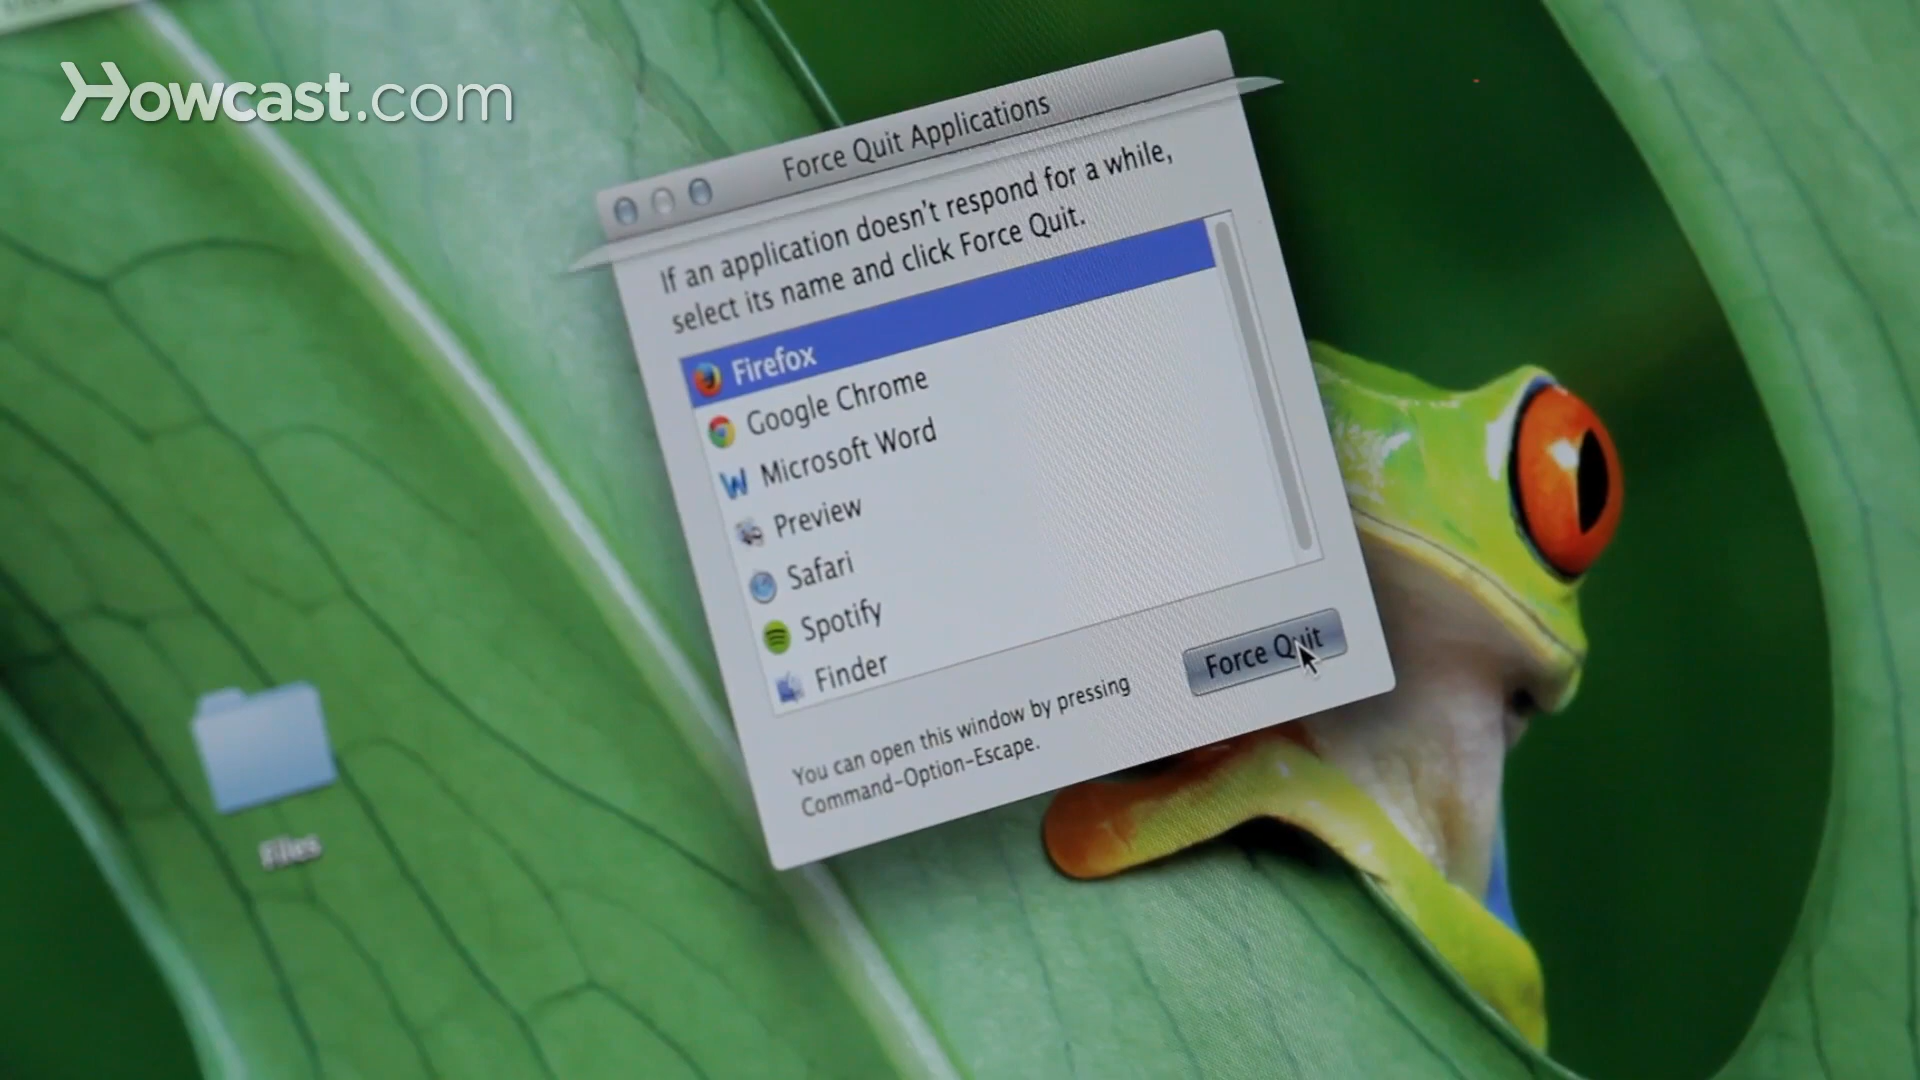 Howcast.com
Force Quit Applications
If an application doesn't respond for a while,
select its name and click Force Quit.
Firefox
Google Chrome
Microsoft Word
Preview
Safari
Spotify
Finder
Force Quit
You can open this window by pressing
Command-Option-Escape.
Files